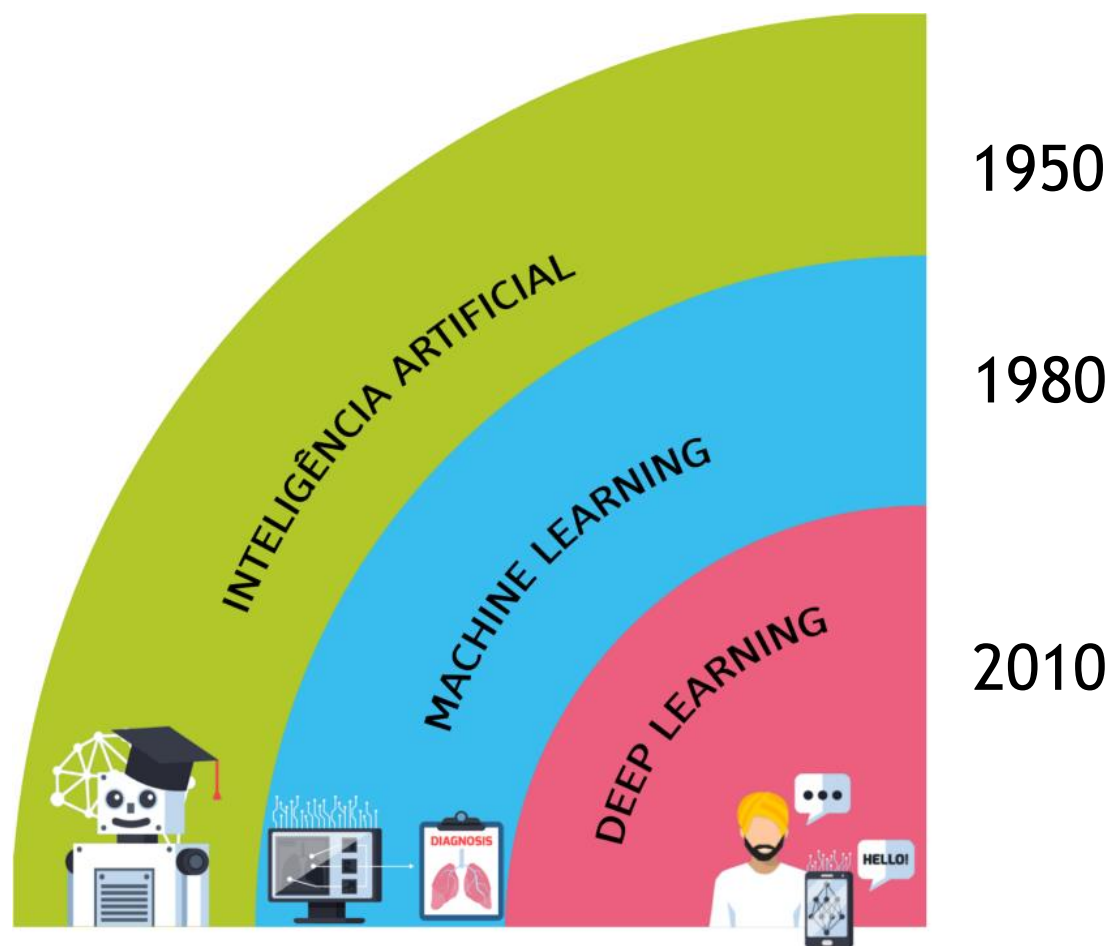 1950
INTELIGÊNCIA ARTIFICIAL
1980
MACHINE LEARNING
2010
DEEP LEARNING
DIAGNOSIS
HELLO!